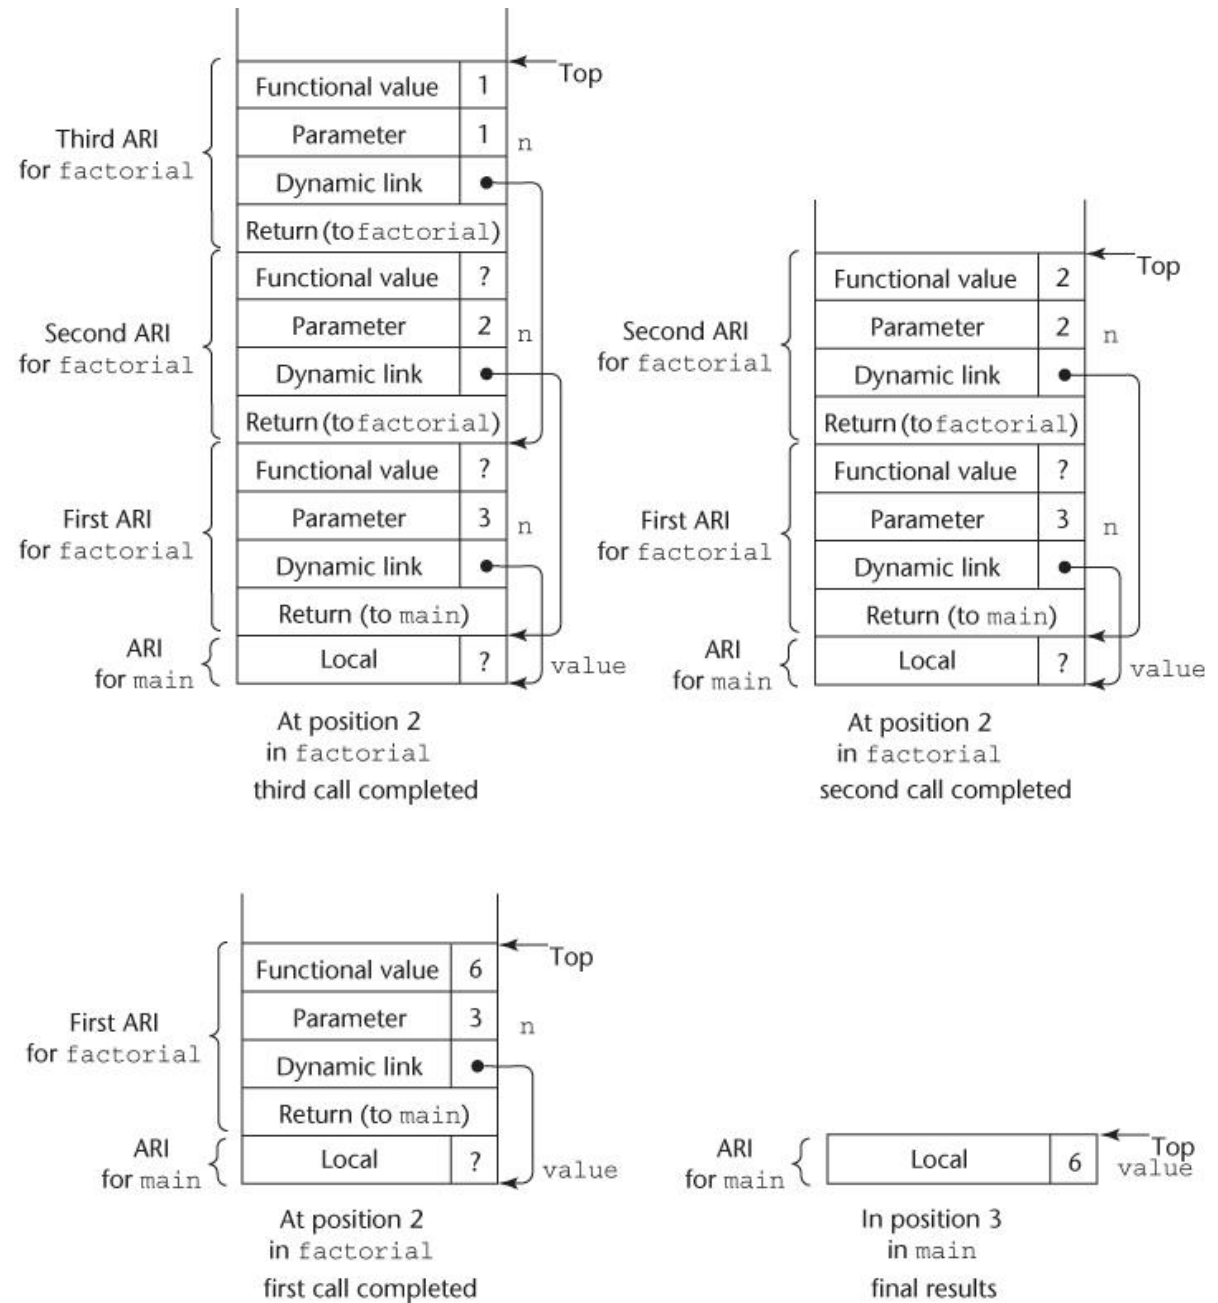 Top
Functional value 1
Third ARI
for factorial
Parameter 1 n
Dynamic link
Return (to factorial)
Functional value ?
Second ARI
for factorial
Parameter 2 n
Dynamic link
Return (to factorial)
Functional value ?
First ARI
for factorial
Parameter 3 n
Dynamic link
Return (to main)
ARI
for main
Local ? value
At position 2
in factorial
third call completed
Top
Functional value 2
Second ARI
for factorial
Parameter 2 n
Dynamic link
Return (to factorial)
Functional value ?
First ARI
for factorial
Parameter 3 n
Dynamic link
Return (to main)
ARI
for main
Local ? value
At position 2
in factorial
second call completed
Top
Functional value 6
First ARI
for factorial
Parameter 3 n
Dynamic link
Return (to main)
ARI
for main
Local ? value
At position 2
in factorial
first call completed
ARI
for main
Local 6
Top
value
In position 3
in main
final results